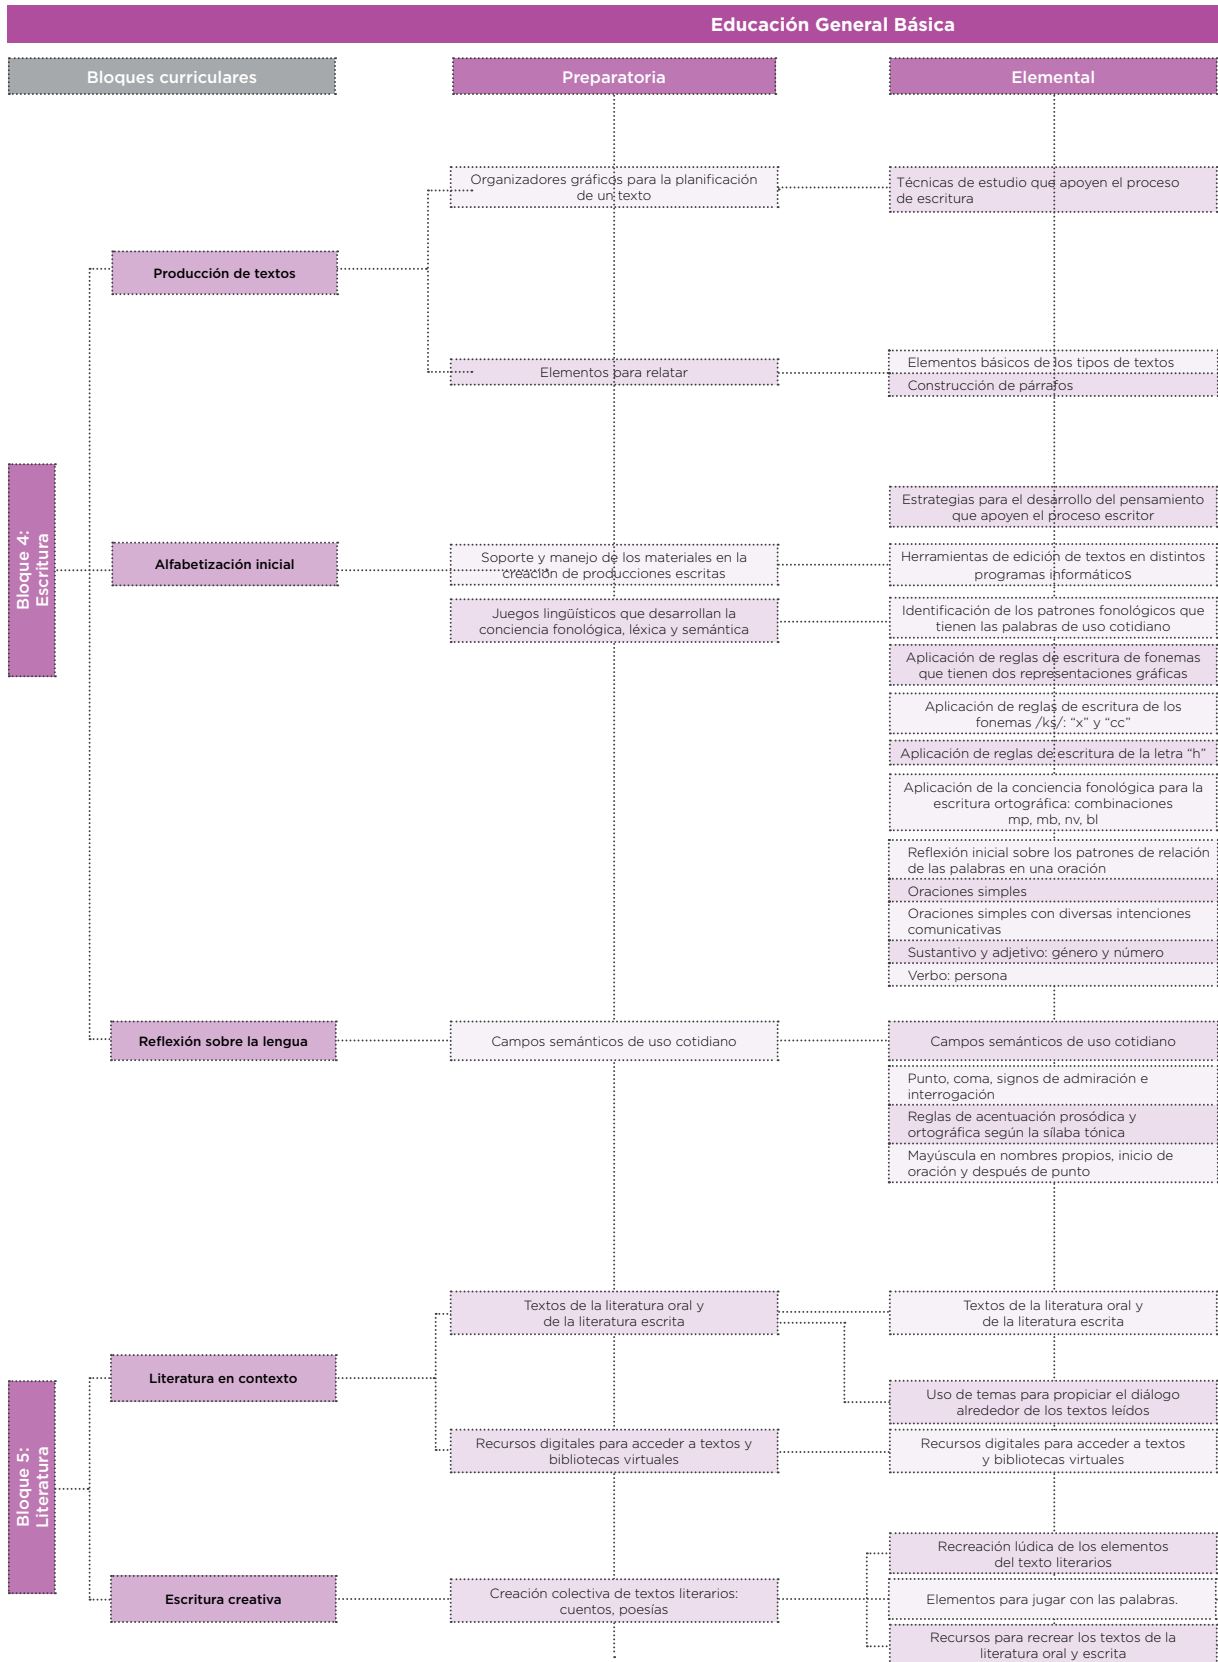 Educación General Básica
Bloques curriculares
Preparatoria
Elemental
Organizadores gráficos para la planificación
de un texto
Técnicas de estudio que apoyen el proceso
de escritura
Producción de textos
Elementos para relatar
Elementos básicos de los tipos de textos
Construcción de párrafos
Bloque 4:
Escritura
Estrategias para el desarrollo del pensamiento
que apoyen el proceso escritor
Alfabetización inicial
Soporte y manejo de los materiales en la
creación de producciones escritas
Herramientas de edición de textos en distintos
programas informáticos
Juegos lingüísticos que desarrollan la
conciencia fonológica, léxica y semántica
Identificación de los patrones fonológicos que
tienen las palabras de uso cotidiano
Aplicación de reglas de escritura de fonemas
que tienen dos representaciones gráficas
Aplicación de reglas de escritura de los
fonemas /ks/: “x” y “cc”
Aplicación de reglas de escritura de la letra “h”
Aplicación de la conciencia fonológica para la
escritura ortográfica: combinaciones
mp, mb, nv, bl
Reflexión inicial sobre los patrones de relación
de las palabras en una oración
Oraciones simples
Oraciones simples con diversas intenciones
comunicativas
Sustantivo y adjetivo: género y número
Verbo: persona
Reflexión sobre la lengua
Campos semánticos de uso cotidiano
Campos semánticos de uso cotidiano
Punto, coma, signos de admiración e
interrogación
Reglas de acentuación prosódica y
ortográfica según la sílaba tónica
Mayúscula en nombres propios, inicio de
oración y después de punto
Textos de la literatura oral y
de la literatura escrita
Textos de la literatura oral y
de la literatura escrita
Literatura en contexto
Uso de temas para propiciar el diálogo
alrededor de los textos leídos
Bloque 5:
Literatura
Recursos digitales para acceder a textos y
bibliotecas virtuales
Recursos digitales para acceder a textos
y bibliotecas virtuales
Recreación lúdica de los elementos
del texto literarios
Escritura creativa
Creación colectiva de textos literarios:
cuentos, poesías
Elementos para jugar con las palabras.
Recursos para recrear los textos de la
literatura oral y escrita